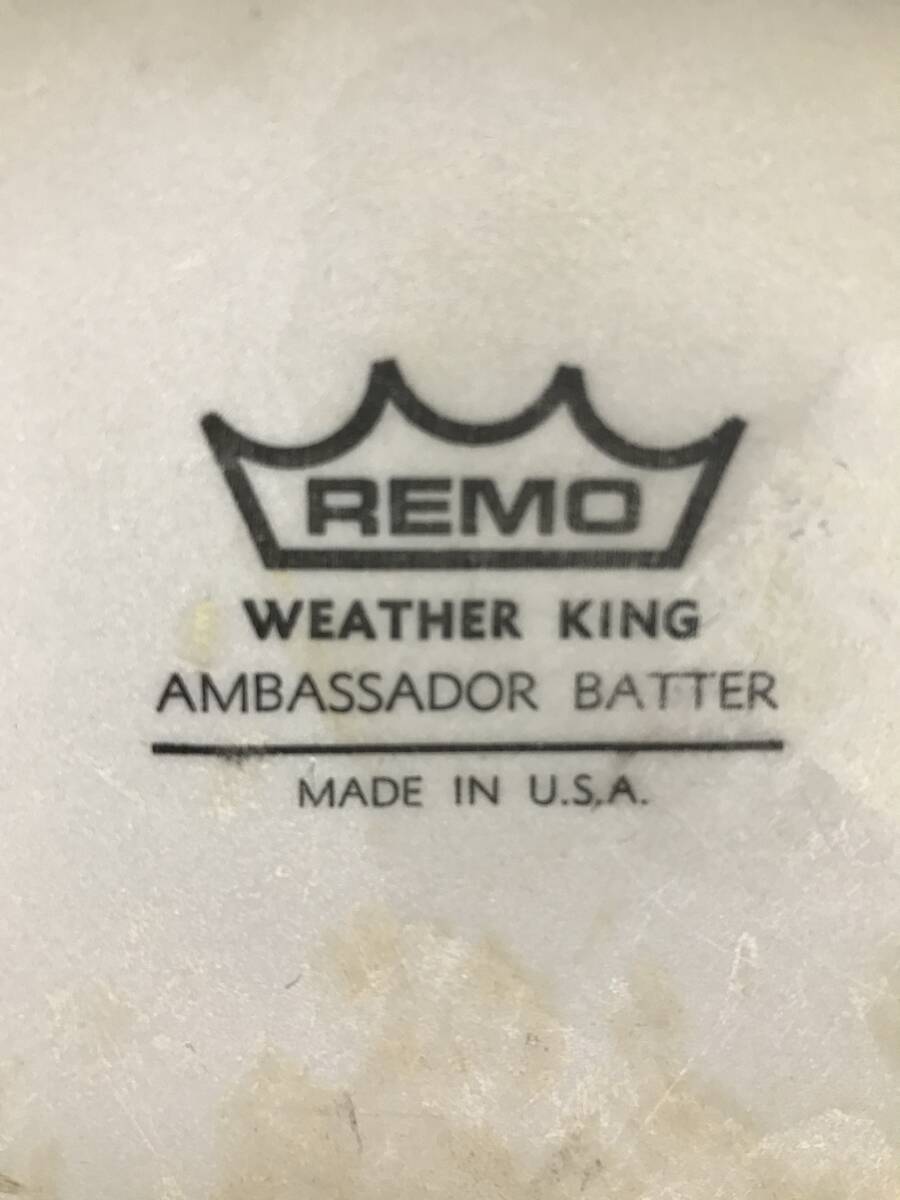 REMO
WEATHER KING
AMBASSADOR BATTER
MADE IN U.S.A.